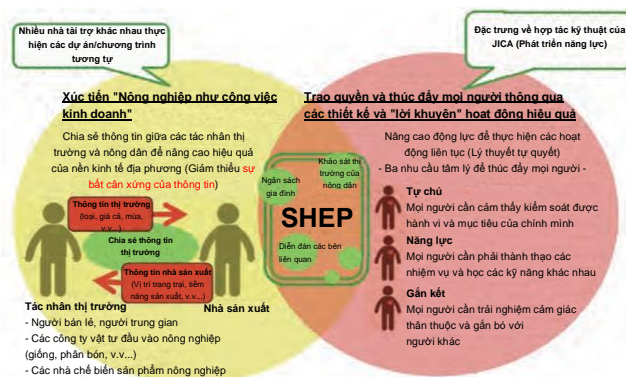 Nhiều nhà tài trợ khác nhau thực
hiện các dự án/chương trình
tương tự
Đặc trưng về hợp tác kỹ thuật của
JICA (Phát triển năng lực)
Xúc tiến "Nông nghiệp như công việc
kinh doanh"
Chia sẻ thông tin giữa các tác nhân thị
trường và nông dân để nâng cao hiệu quả
của nền kinh tế địa phương (Giảm thiểu sự
bất cân xứng của thông tin)
Thông tin thị trường
(loại, giá cả, mùa,
v.v...)
Chia sẻ thông tin
thị trường
Thông tin nhà sản xuất
(Vị trí trang trại, tiềm
năng sản xuất, v.v...)
Nhà sản xuất
Tác nhân thị trường
- Người bán lẻ, người trung gian
- Các công ty vật tư đầu vào nông nghiệp
(giống, phân bón, v.v...)
- Các nhà chế biến sản phẩm nông nghiệp
Khảo sát thị
trường của
nông dân
Ngân sách
gia đình
SHEP
Diễn đàn các bên
liên quan
Trao quyền và thúc đẩy mọi người thông qua
các thiết kế và "lời khuyên" hoạt động hiệu quả
Nâng cao động lực để thực hiện các hoạt
động liên tục (Lý thuyết tự quyết)
- Ba nhu cầu tâm lý để thúc đẩy mọi người -
Tự chủ
Mọi người cần cảm thấy kiểm soát được
hành vi và mục tiêu của chính mình
Năng lực
Mọi người cần phải thành thạo các
nhiệm vụ và học các kỹ năng khác nhau
Gắn kết
Mọi người cần trải nghiệm cảm giác
thân thuộc và gắn bó với
người khác